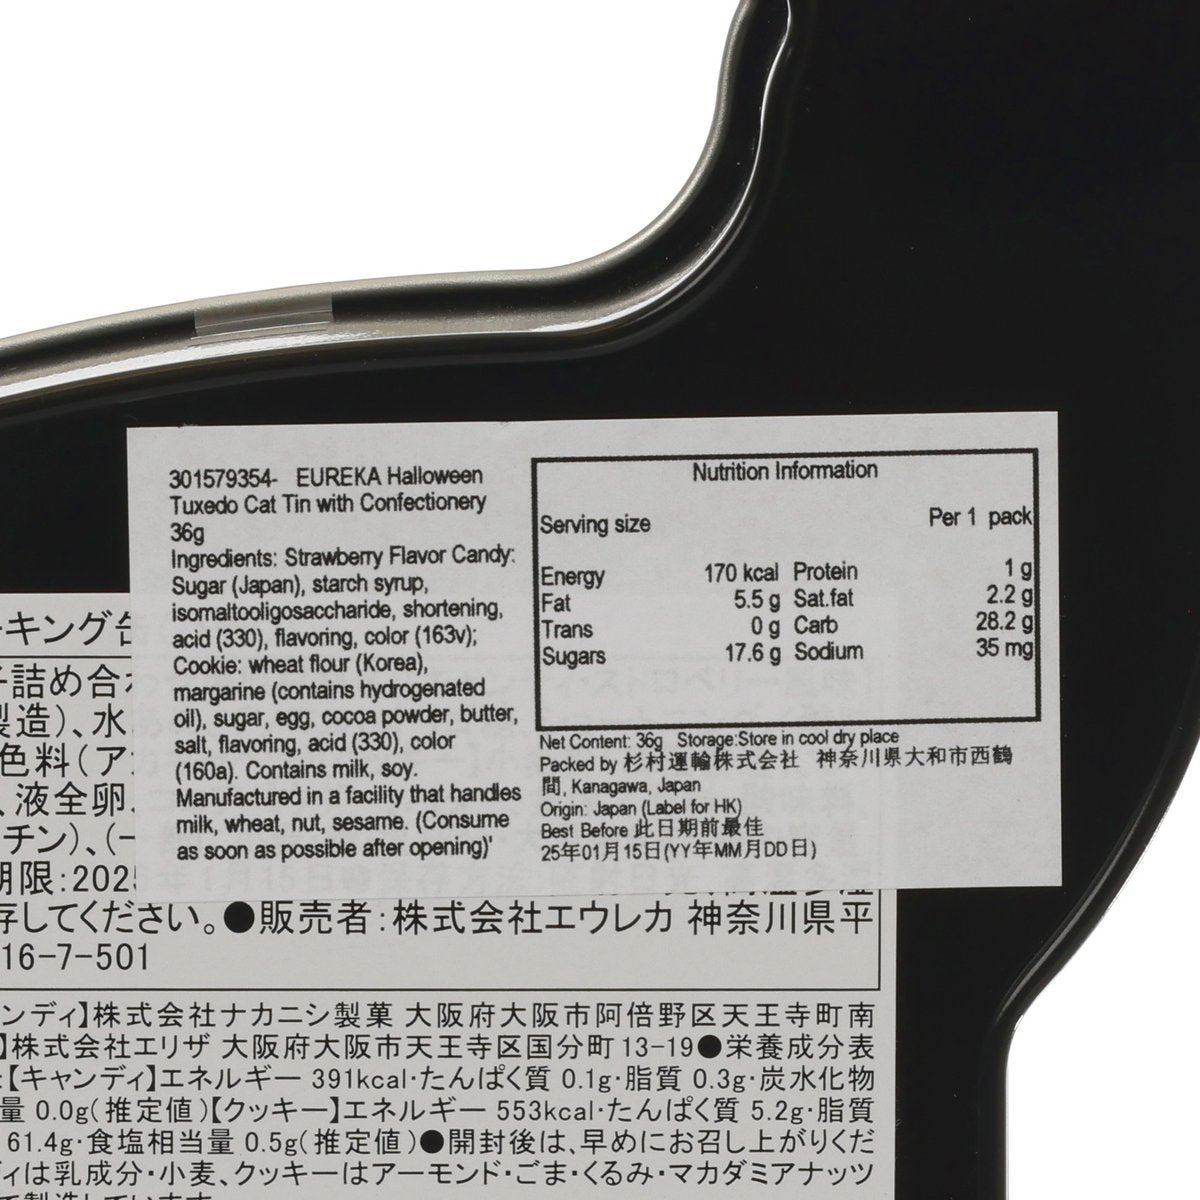 301579354- EUREKA Halloween
Tuxedo Cat Tin with Confectionery
36g
Ingredients: Strawberry Flavor Candy:
Sugar (Japan), starch syrup,
isomaltooligosaccharide, shortening,
acid (330), flavoring, color (163v);
Cookie: wheat flour (Korea),
margarine (contains hydrogenated
oil), sugar, egg, cocoa powder, butter,
salt, flavoring, acid (330), color
(160a). Contains milk, soy.
Manufactured in a facility that handles
milk, wheat, nut, sesame. (Consume
as soon as possible after opening)'
Nutrition Information
Serving size Per 1 pack
Energy 170 kcal Protein 1 g
Fat 5.5 g Sat.fat 2.2 g
Trans 0 g Carb 28.2 g
Sugars 17.6 g Sodium 35 mg
Net Content: 36g Storage:Store in cool dry place
Packed by 杉村運輸株式会社 神奈川県大和市西鶴
間, Kanagawa, Japan
Origin: Japan (Label for HK)
Best Before 此日期前最佳
25年01月15日(YY年MM月DD日)
ーキング缶
詰め合わ
製造)、水
色料(ア
、液全卵、
チン)、(一
期限:2025
存してください。●販売者:株式会社エウレカ 神奈川県平
16-7-501
ンディ】株式会社ナカニシ製菓 大阪府大阪市阿倍野区天王寺町南
】株式会社エリザ 大阪府大阪市天王寺区国分町13-19●栄養成分表
【キャンディ】エネルギー 391kcal・たんぱく質 0.1g・脂質 0.3g・炭水化物
量 0.0g(推定値)【クッキー】エネルギー 553kcal・たんぱく質 5.2g・脂質
61.4g・食塩相当量 0.5g(推定値)●開封後は、早めにお召し上がりくだ
ィは乳成分・小麦、クッキーはアーモンド・ごま・くるみ・マカダミアナッツ
で製造しています。